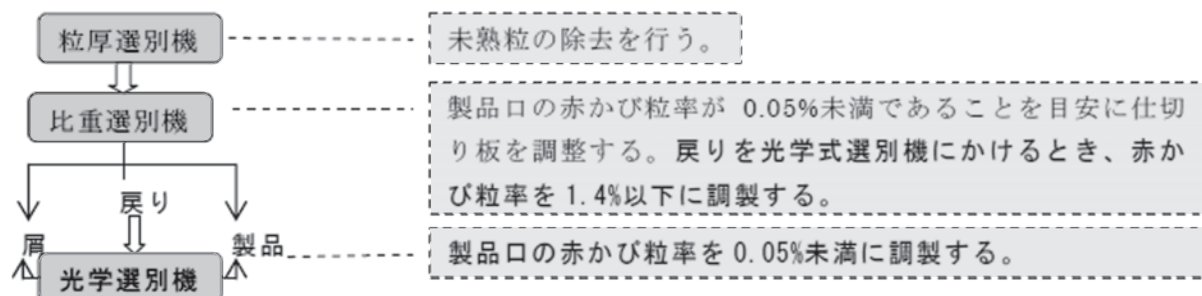 粒厚選別機
未熟粒の除去を行う。
比重選別機
製品口の赤かび粒率が 0.05%未満であることを目安に仕切
り板を調整する。戻りを光学式選別機にかけるとき、赤か
び粒率を 1.4%以下に調製する。
戻り
屑
製品
製品口の赤かび粒率を 0.05%未満に調製する。
光学選別機